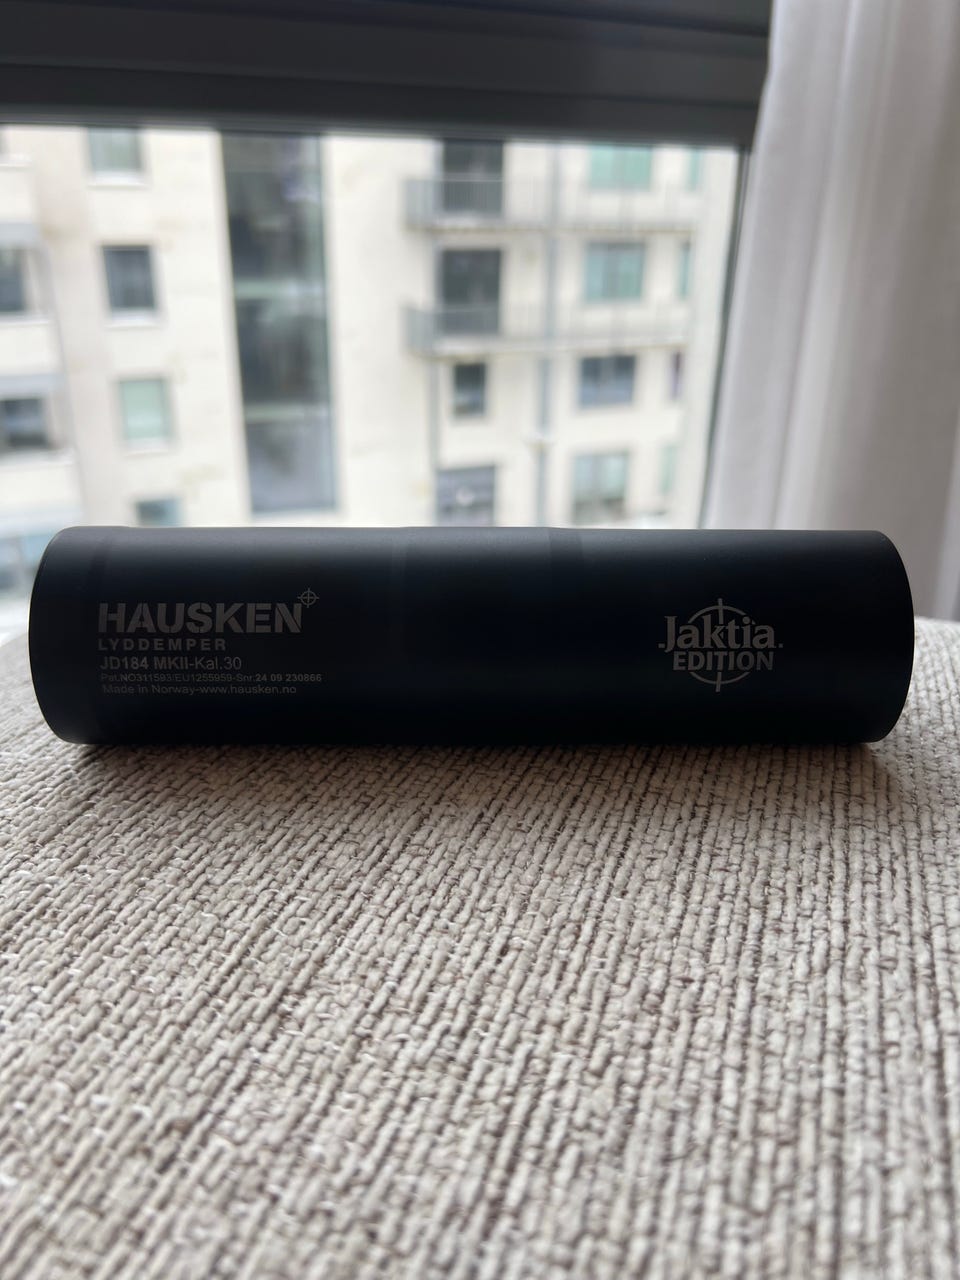 HAUSKEN
LYDDEMPER
JD184 MKII-Kal.30
Pat.NO311593/EU1255959-Snr.24 09 230866
Made in Norway-www.hausken.no
.Jaktia.
EDITION